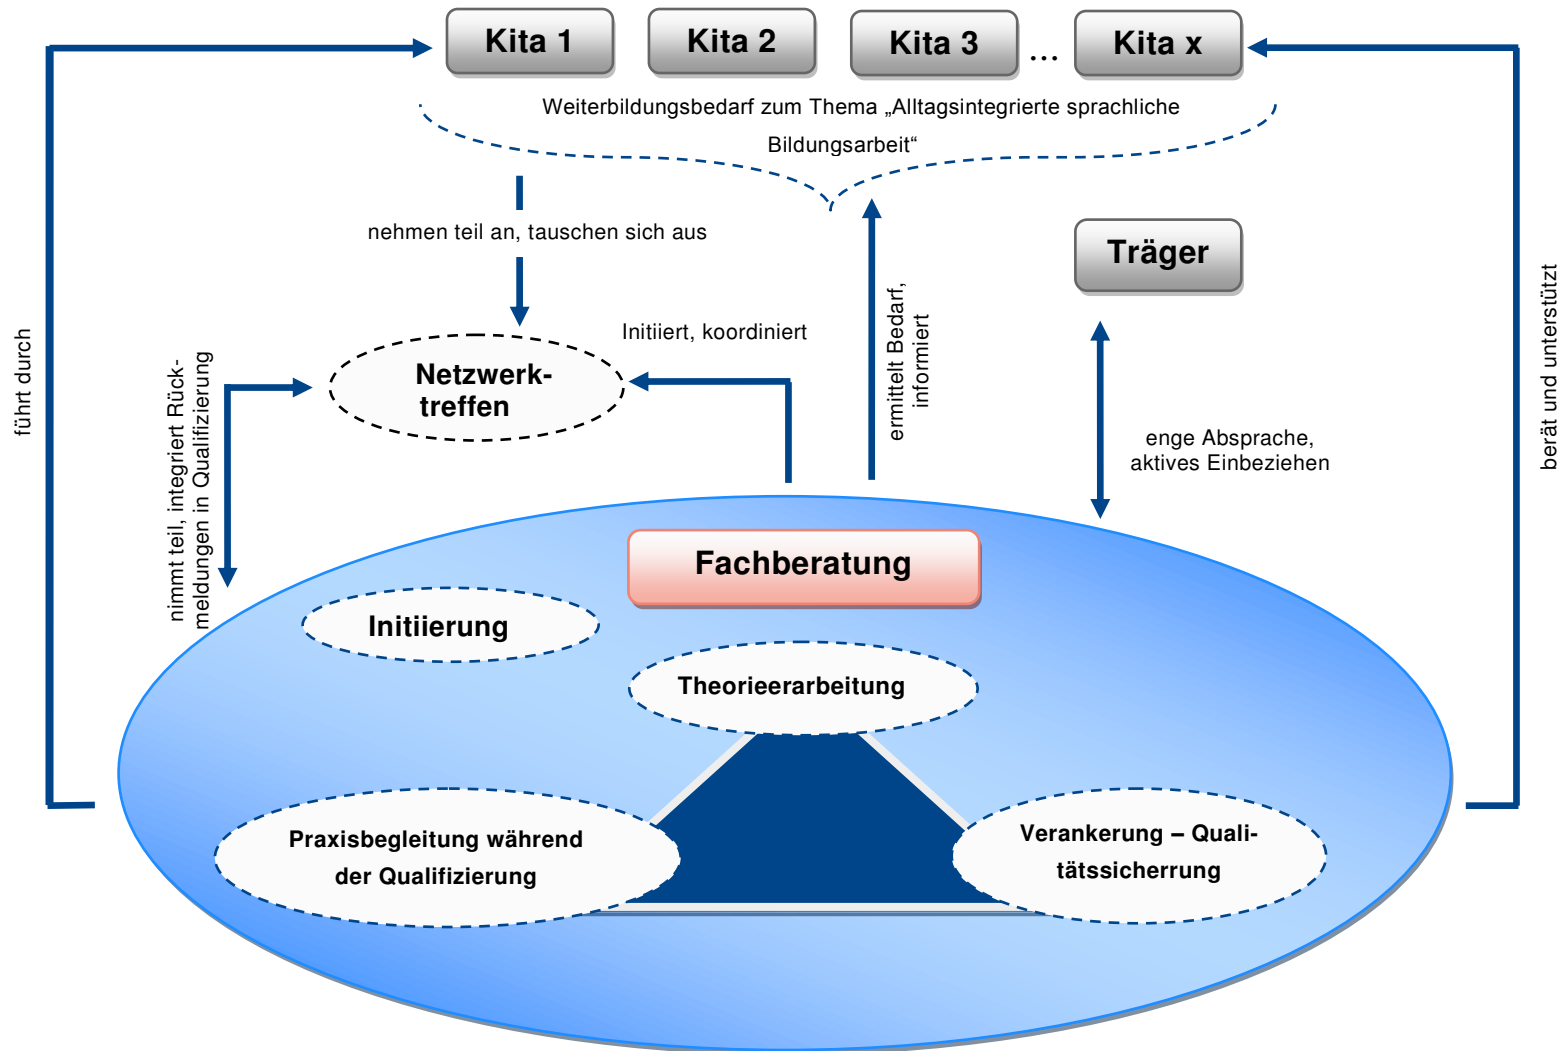 Kita 1
Kita 2
Kita 3
...
Kita x
Weiterbildungsbedarf zum Thema „Alltagsintegrierte sprachliche
Bildungsarbeit“
nehmen teil an, tauschen sich aus
Träger
führt durch
nimmt teil, integriert Rück-
meldungen in Qualifizierung
Netzwerk-
treffen
Initiiert, koordiniert
ermittelt Bedarf,
informiert
enge Absprache,
aktives Einbeziehen
berät und unterstützt
Fachberatung
Initiierung
Theorieerarbeitung
Praxisbegleitung während
der Qualifizierung
Verankerung – Quali-
tätssicherrung